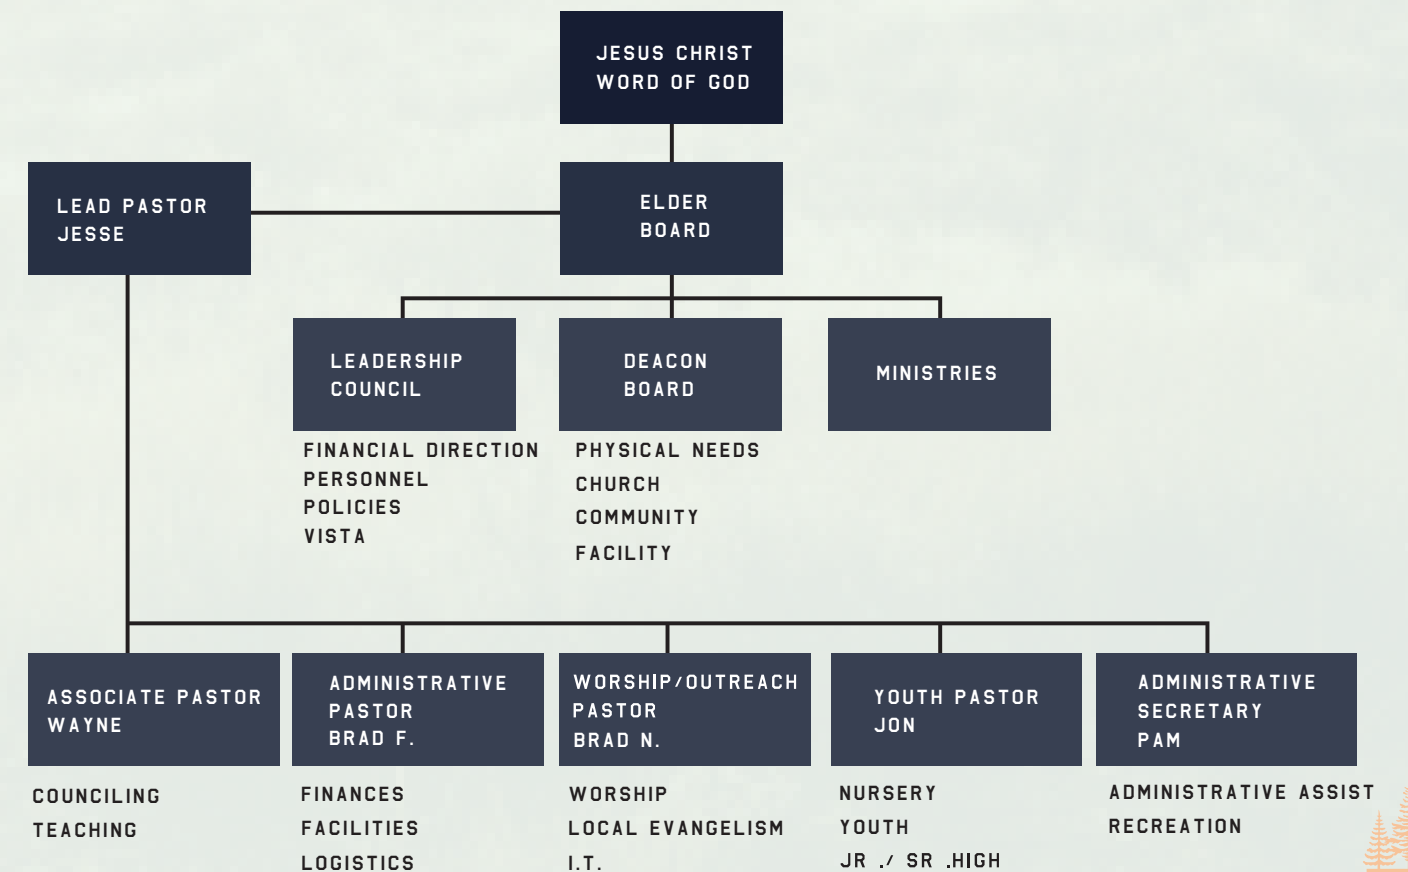 JESUS CHRIST
WORD OF GOD
LEAD PASTOR
JESSE
ELDER
BOARD
LEADERSHIP
COUNCIL
DEACON
BOARD
MINISTRIES
FINANCIAL DIRECTION
PERSONNEL
POLICIES
VISTA
PHYSICAL NEEDS
CHURCH
COMMUNITY
FACILITY
ASSOCIATE PASTOR
WAYNE
ADMINISTRATIVE
PASTOR
BRAD F.
WORSHIP/OUTREACH
PASTOR
BRAD N.
YOUTH PASTOR
JON
ADMINISTRATIVE
SECRETARY
PAM
COUNCILING
TEACHING
FINANCES
FACILITIES
LOGISTICS
WORSHIP
LOCAL EVANGELISM
I.T.
NURSERY
YOUTH
JR ./ SR .HIGH
ADMINISTRATIVE ASSIST
RECREATION